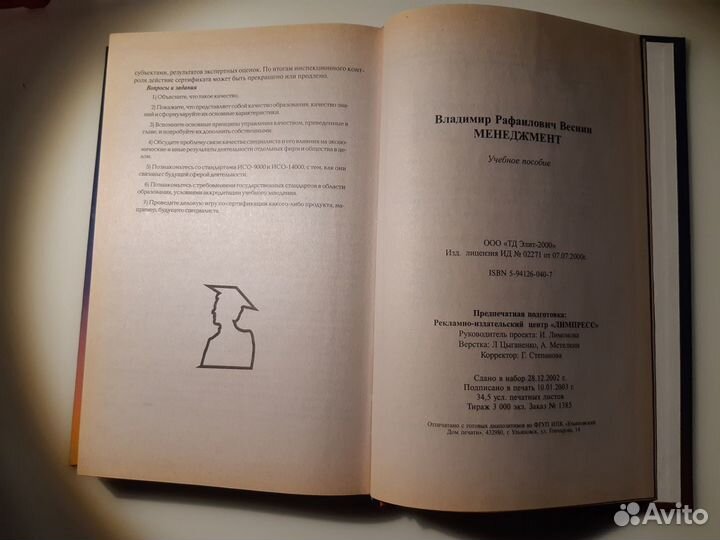 субъектами, результатов экспертных оценок. По итогам инспекционного конт-
роля действие сертификата может быть прекращено или продлено.
Вопросы и задания
1) Объясните, что такое качество.
2) Покажите, что представляет собой качество образования, качество зна-
ний и сформулируйте их основные характеристики.
3) Вспомните основные принципы управления качеством, приведенные в
главе, и попробуйте их дополнить собственными.
4) Обсудите проблему связи качества специалиста и его влияния на эконо-
мические и иные результаты деятельности отдельных фирм и общества в це-
лом.
5) Познакомьтесь со стандартами ИСО-9000 и ИСО-14000, с тем, как они
связаны с будущей сферой деятельности.
6) Познакомьтесь с требованиями государственных стандартов в области
образования, условиями аккредитации учебного заведения.
7) Проведите деловую игру по сертификации какого-либо продукта, на-
пример, будущего специалиста.
Владимир Рафаилович Веснин
МЕНЕДЖМЕНТ
Учебное пособие
ООО «ТД Элит-2000»
Изд. лицензия ИД № 02271 от 07.07.2000г.
ISBN 5-94126-040-7
Предпечатная подготовка:
Рекламно-издательский центр «ЛИМПРЕСС»
Руководитель проекта: И. Лимонова
Верстка: Л Цыганенко, А. Метелкин
Корректор: Г. Степанова
Сдано в набор 28.12.2002 г.
Подписано в печать 10.01.2003 г.
34,5 усл. печатных листов
Тираж 3 000 экз. Заказ № 1385
Отпечатано с готовых диапозитивов во ФГУП ИПК «Ульяновский
Дом печати», 432980, г. Ульяновск, ул. Гончарова, 14
Avito